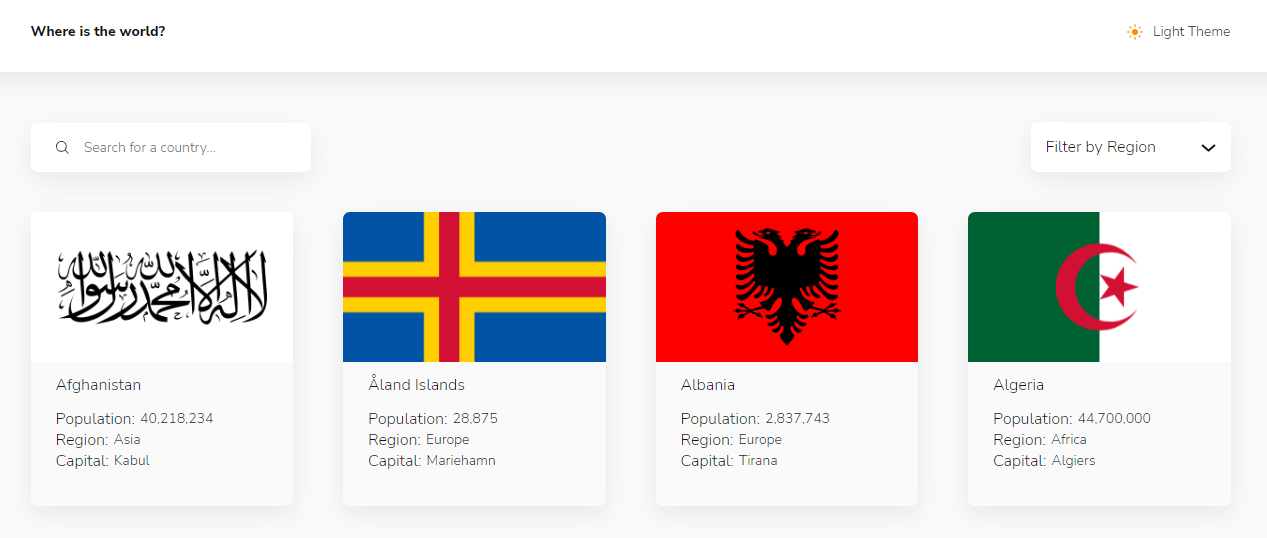 Where is the world?
Light Theme
Search for a country...
Filter by Region
لا إله إلا الله محمد رسول الله
Afghanistan
Population: 40,218,234
Region: Asia
Capital: Kabul
Åland Islands
Population: 28,875
Region: Europe
Capital: Mariehamn
Albania
Population: 2,837,743
Region: Europe
Capital: Tirana
Algeria
Population: 44,700,000
Region: Africa
Capital: Algiers